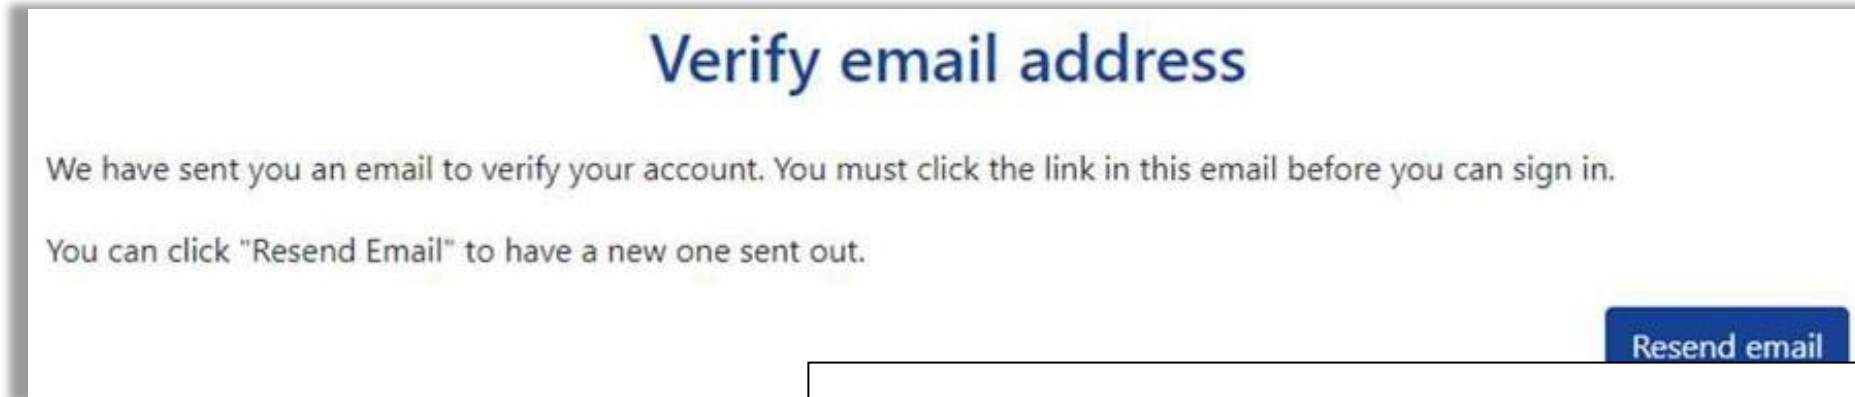 Verify email address
We have sent you an email to verify your account. You must click the link in this email before you can sign in.
You can click "Resend Email" to have a new one sent out.
Resend email